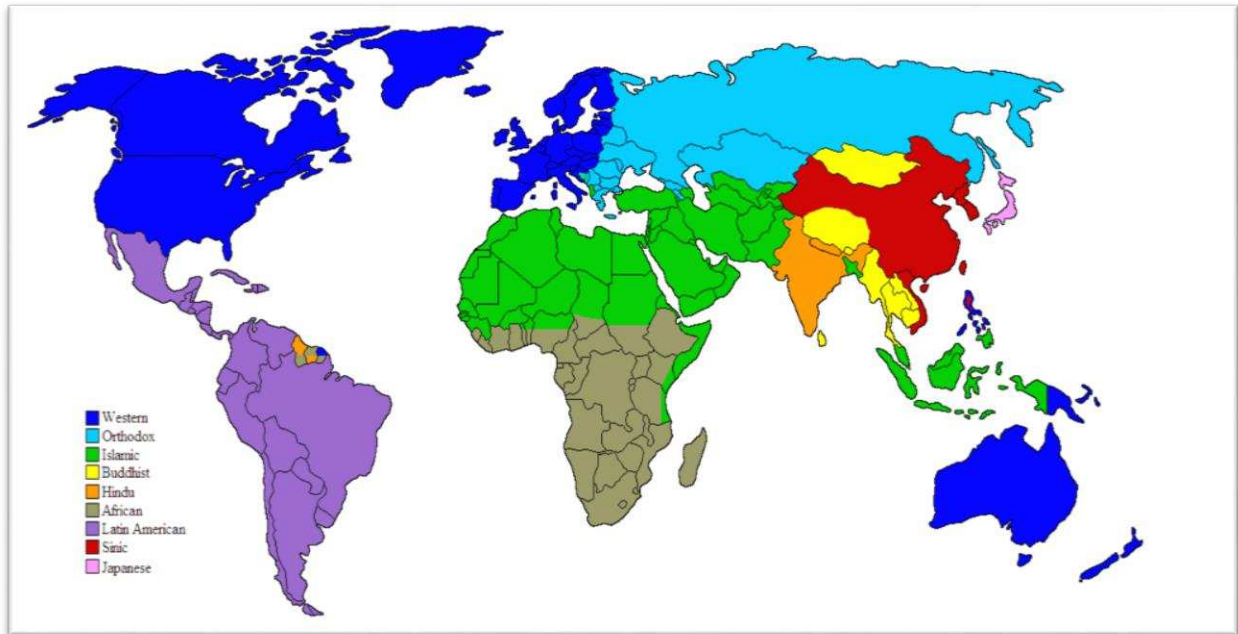 Western
Orthodox
Islamic
Buddhist
Hindu
African
Latin American
Sinic
Japanese